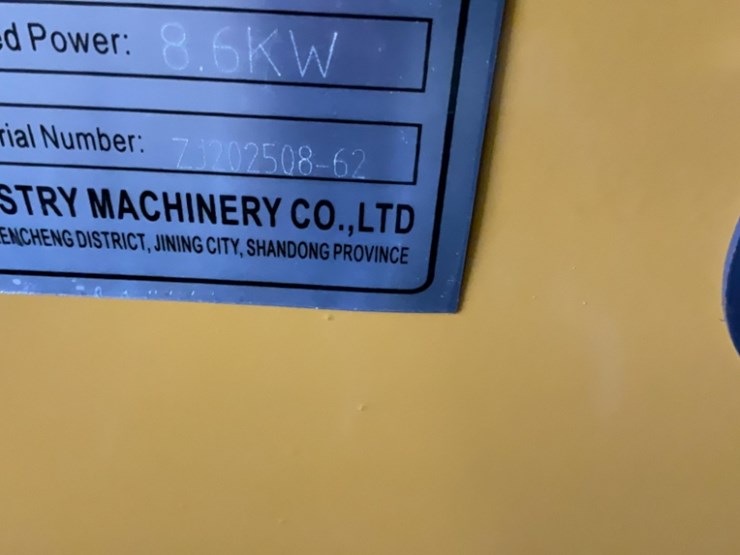 ed Power: 8.6KW
rial Number: ZJ202508-62
STRY MACHINERY CO.,LTD
ENCHENG DISTRICT, JINING CITY, SHANDONG PROVINCE